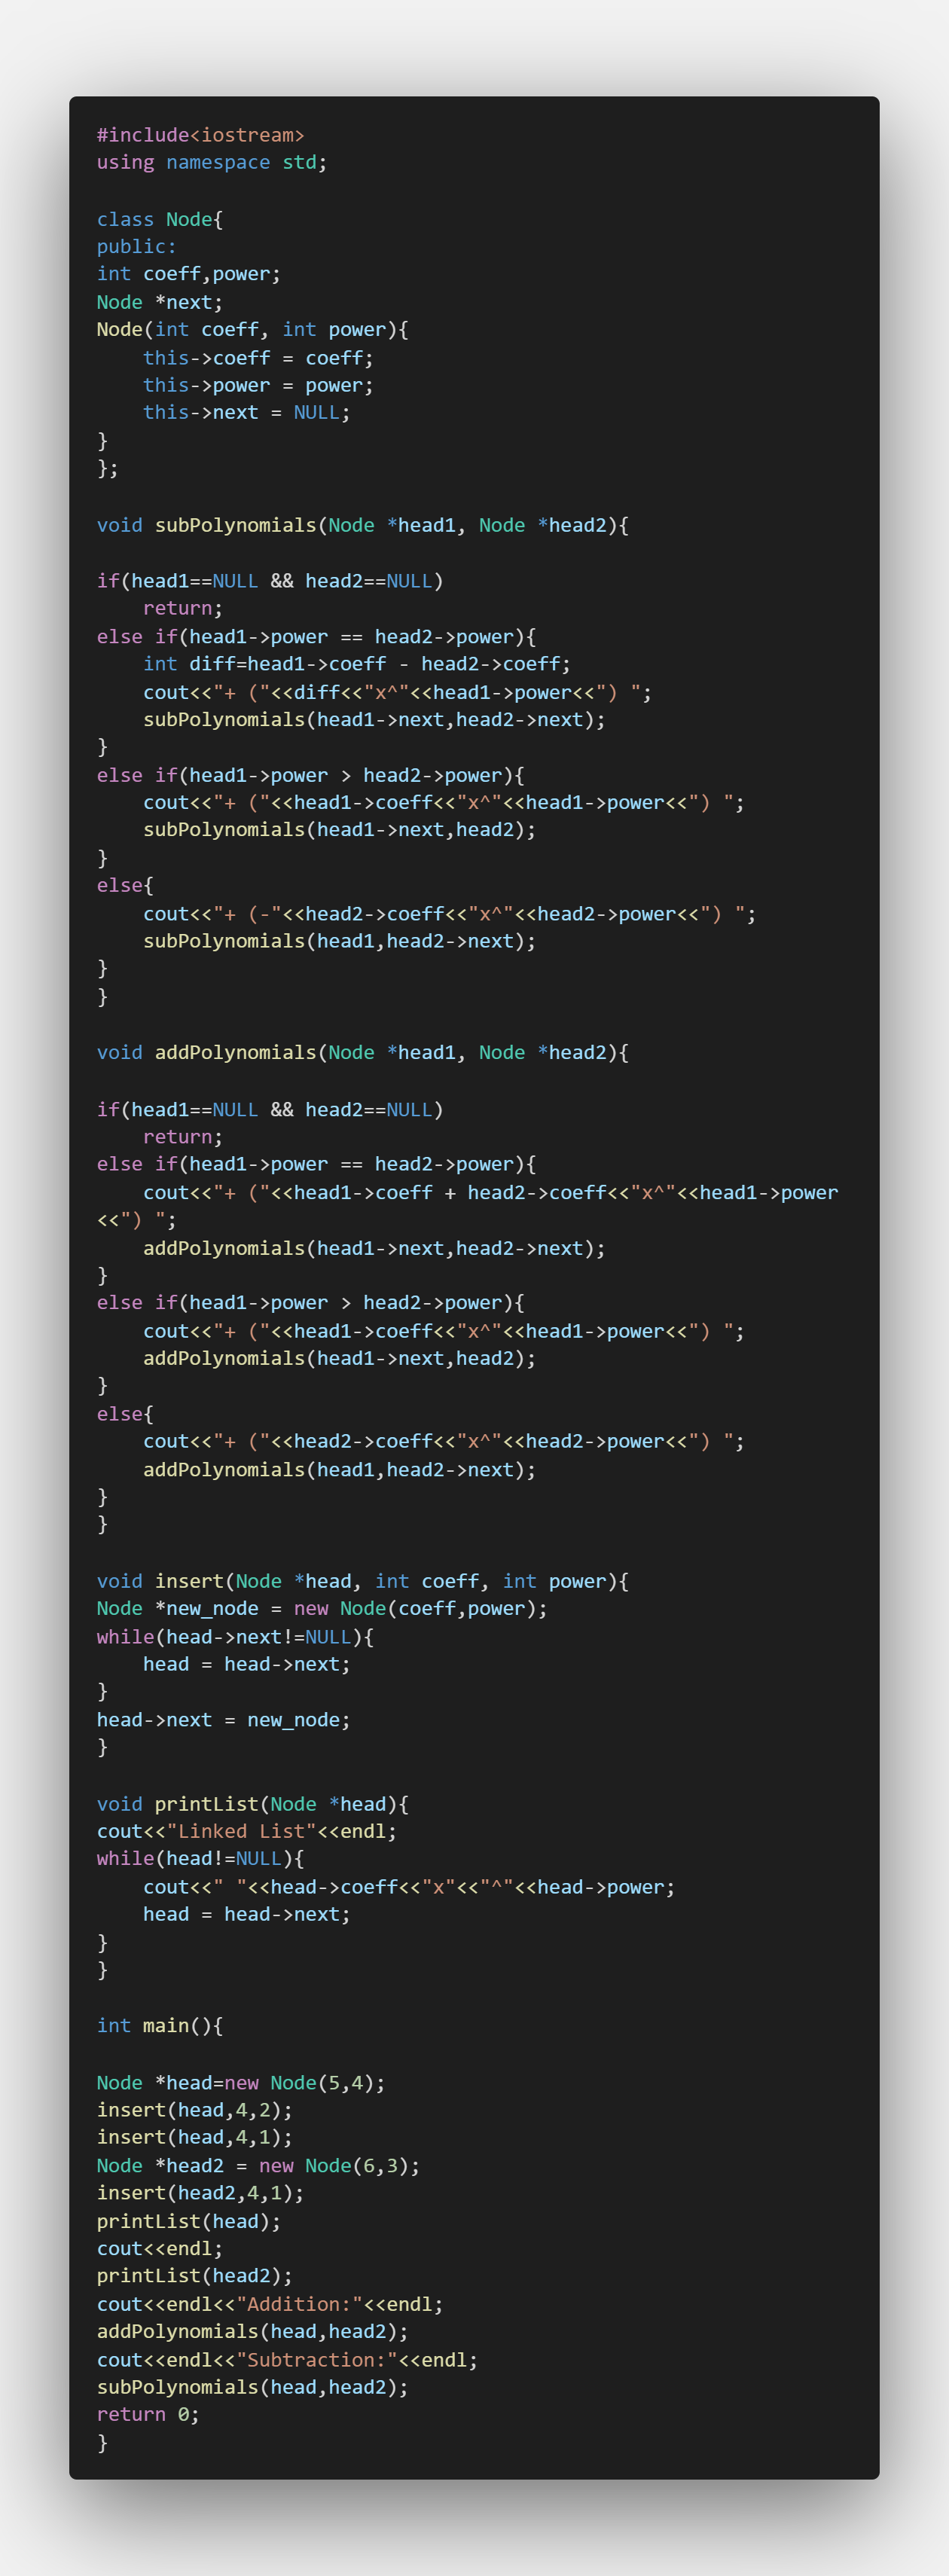 #include<iostream>
using namespace std;

class Node{
public:
int coeff,power;
Node *next;
Node(int coeff, int power){
    this->coeff = coeff;
    this->power = power;
    this->next = NULL;
}
};

void subPolynomials(Node *head1, Node *head2){

if(head1==NULL && head2==NULL)
    return;
else if(head1->power == head2->power){
    int diff=head1->coeff - head2->coeff;
    cout<<"+ ("<<diff<<"x^"<<head1->power<<") ";
    subPolynomials(head1->next,head2->next);
}
else if(head1->power > head2->power){
    cout<<"+ ("<<head1->coeff<<"x^"<<head1->power<<") ";
    subPolynomials(head1->next,head2);
}
else{
    cout<<"+ (-"<<head2->coeff<<"x^"<<head2->power<<") ";
    subPolynomials(head1,head2->next);
}
}

void addPolynomials(Node *head1, Node *head2){

if(head1==NULL && head2==NULL)
    return;
else if(head1->power == head2->power){
    cout<<"+ ("<<head1->coeff + head2->coeff<<"x^"<<head1->power
<<") ";
    addPolynomials(head1->next,head2->next);
}
else if(head1->power > head2->power){
    cout<<"+ ("<<head1->coeff<<"x^"<<head1->power<<") ";
    addPolynomials(head1->next,head2);
}
else{
    cout<<"+ ("<<head2->coeff<<"x^"<<head2->power<<") ";
    addPolynomials(head1,head2->next);
}
}

void insert(Node *head, int coeff, int power){
Node *new_node = new Node(coeff,power);
while(head->next!=NULL){
    head = head->next;
}
head->next = new_node;
}

void printList(Node *head){
cout<<"Linked List"<<endl;
while(head!=NULL){
    cout<<" "<<head->coeff<<"x"<<"^"<<head->power;
    head = head->next;
}
}

int main(){

Node *head=new Node(5,4);
insert(head,4,2);
insert(head,4,1);
Node *head2 = new Node(6,3);
insert(head2,4,1);
printList(head);
cout<<endl;
printList(head2);
cout<<endl<<"Addition:"<<endl;
addPolynomials(head,head2);
cout<<endl<<"Subtraction:"<<endl;
subPolynomials(head,head2);
return 0;
}